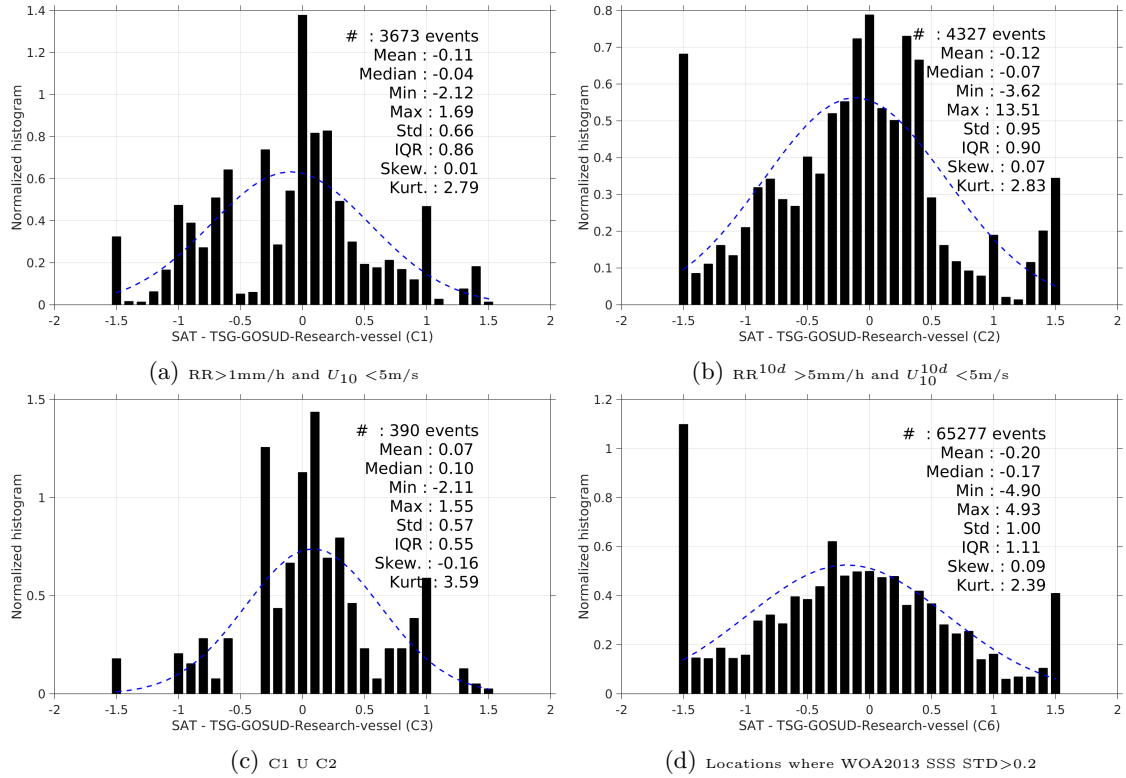 Normalized histogram
1.4
1.2
1
0.8
0.6
0.4
0.2
0
# : 3673 events
Mean : -0.11
Median : -0.04
Min : -2.12
Max : 1.69
Std : 0.66
IQR : 0.86
Skew. : 0.01
Kurt. : 2.79
-2 -1.5 -1 -0.5 0 0.5 1 1.5 2
SAT - TSG-GOSUD-Research-vessel (C1)
(a) RR>1mm/h and U10 <5m/s
Normalized histogram
0.8
0.7
0.6
0.5
0.4
0.3
0.2
0.1
0
# : 4327 events
Mean : -0.12
Median : -0.07
Min : -3.62
Max : 13.51
Std : 0.95
IQR : 0.90
Skew. : 0.07
Kurt. : 2.83
-2 -1.5 -1 -0.5 0 0.5 1 1.5 2
SAT - TSG-GOSUD-Research-vessel (C2)
(b) RR^10d >5mm/h and U10^10d <5m/s
Normalized histogram
1.5
1
0.5
0
# : 390 events
Mean : 0.07
Median : 0.10
Min : -2.11
Max : 1.55
Std : 0.57
IQR : 0.55
Skew. : -0.16
Kurt. : 3.59
-2 -1.5 -1 -0.5 0 0.5 1 1.5 2
SAT - TSG-GOSUD-Research-vessel (C3)
(c) C1 U C2
Normalized histogram
1.2
1
0.8
0.6
0.4
0.2
0
# : 65277 events
Mean : -0.20
Median : -0.17
Min : -4.90
Max : 4.93
Std : 1.00
IQR : 1.11
Skew. : 0.09
Kurt. : 2.39
-2 -1.5 -1 -0.5 0 0.5 1 1.5 2
SAT - TSG-GOSUD-Research-vessel (C6)
(d) Locations where WOA2013 SSS STD>0.2